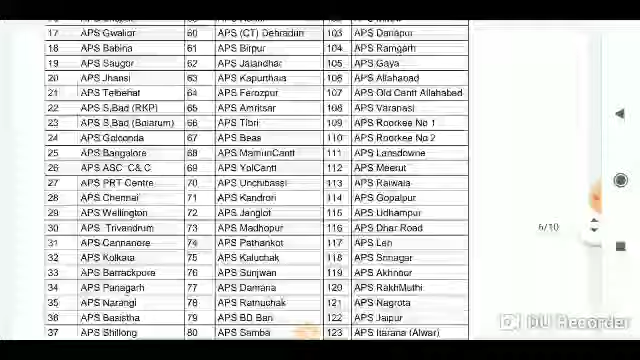 17 APS Gwalior 60 APS (CT) Dehradun 103 APS Danapur
18 APS Babina 61 APS Birpur 104 APS Ramgarh
19 APS Saugor 62 APS Jalandhar 105 APS Gaya
20 APS Jhansi 63 APS Kapurthala 106 APS Allahabad
21 APS Telbehat 64 APS Ferozpur 107 APS Old Cantt Allahabad
22 APS S,Bad (RKP) 65 APS Amritsar 108 APS Varanasi
23 APS S,Bad (Bolarum) 66 APS Tibri 109 APS Roorkee No 1
24 APS Golconda 67 APS Beas 110 APS Roorkee No 2
25 APS Bangalore 68 APS MamunCantt 111 APS Lansdowne
26 APS ASC C& C 69 APS YolCantt 112 APS Meerut
27 APS PRT Centre 70 APS Unchibassi 113 APS Raiwala
28 APS Chennai 71 APS Kandrori 114 APS Gopalpur
29 APS Wellington 72 APS Janglot 115 APS Udhampur
30 APS Trivandrum 73 APS Madhopur 116 APS Dhar Road
31 APS Cannanore 74 APS Pathankot 117 APS Leh
32 APS Kolkata 75 APS Kaluchak 118 APS Srinagar
33 APS Barrackpore 76 APS Sunjwan 119 APS Akhnoor
34 APS Panagarh 77 APS Damana 120 APS RakhMuthi
35 APS Narangi 78 APS Ratnuchak 121 APS Nagrota
36 APS Basistha 79 APS BD Bari 122 APS Jaipur
37 APS Shillong 80 APS Samba 123 APS Itarana (Alwar)
6/10
DU Recorder